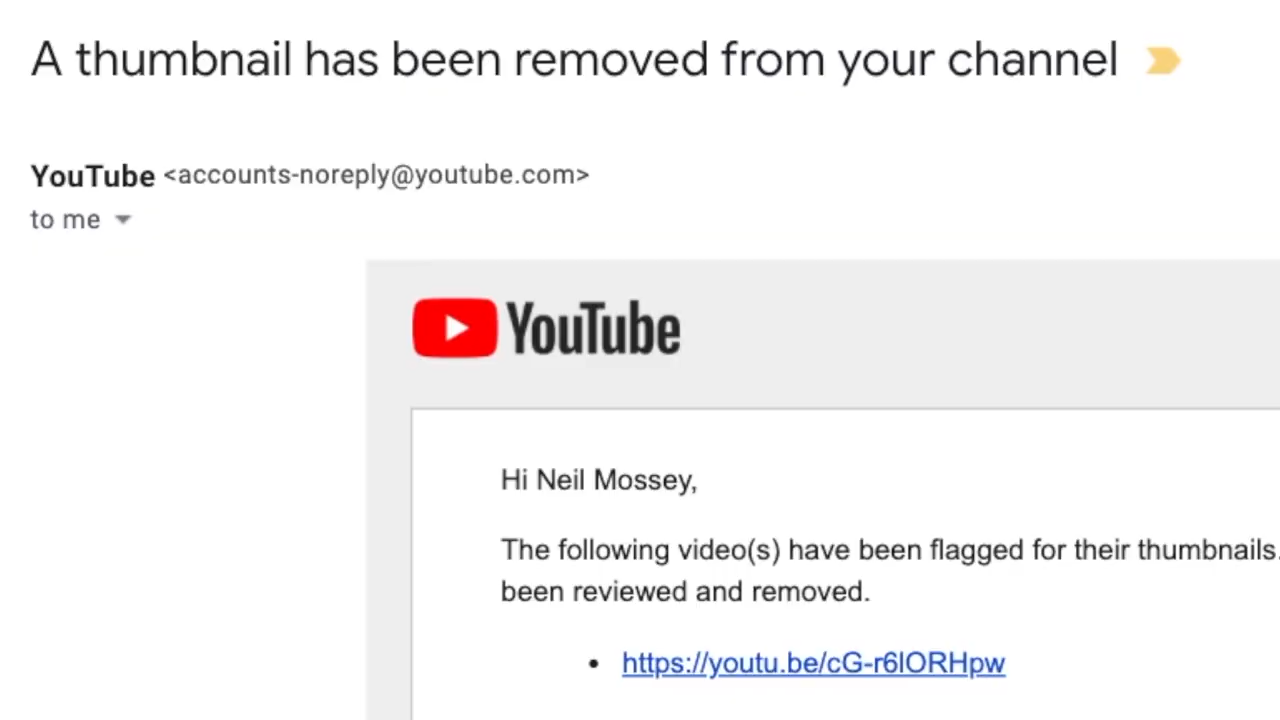 A thumbnail has been removed from your channel
YouTube <accounts-noreply@youtube.com>
to me
YouTube
Hi Neil Mossey,
The following video(s) have been flagged for their thumbnails.
been reviewed and removed.
• https://youtu.be/cG-r6lORHpw